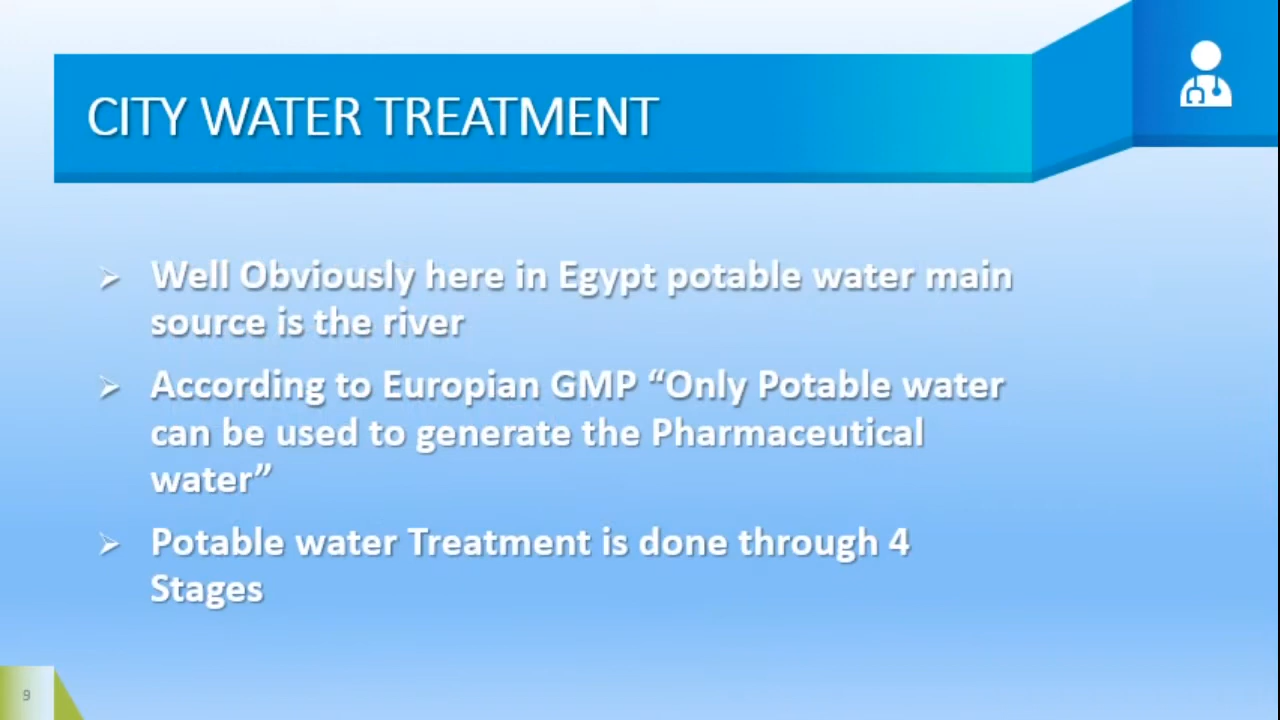 CITY WATER TREATMENT
Well Obviously here in Egypt potable water main
source is the river
According to Europian GMP “Only Potable water
can be used to generate the Pharmaceutical
water”
Potable water Treatment is done through 4
Stages
9